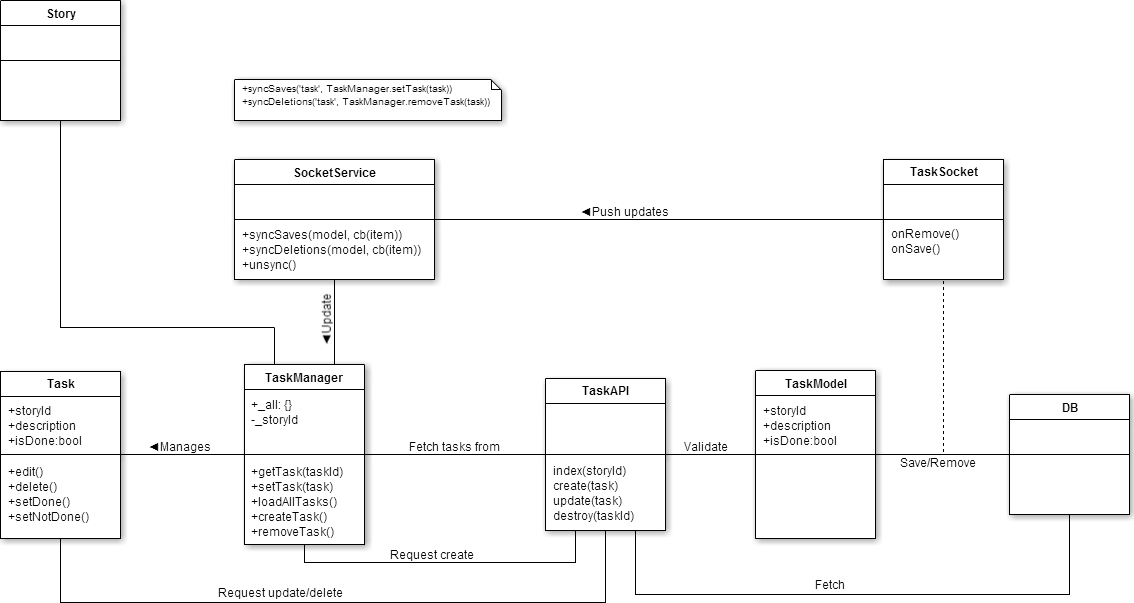 Story
+syncSaves('task', TaskManager.setTask(task))
+syncDeletions('task', TaskManager.removeTask(task))
SocketService
+syncSaves(model, cb(item))
+syncDeletions(model, cb(item))
+unsync()
◄Push updates
TaskSocket
onRemove()
onSave()
◄Update
Task
+storyId
+description
+isDone:bool
+edit()
+delete()
+setDone()
+setNotDone()
◄Manages
TaskManager
+_all: {}
-_storyId
+getTask(taskId)
+setTask(task)
+loadAllTasks()
+createTask()
+removeTask()
Fetch tasks from
TaskAPI
index(storyId)
create(task)
update(task)
destroy(taskId)
Validate
TaskModel
+storyId
+description
+isDone:bool
Save/Remove
DB
Request create
Request update/delete
Fetch